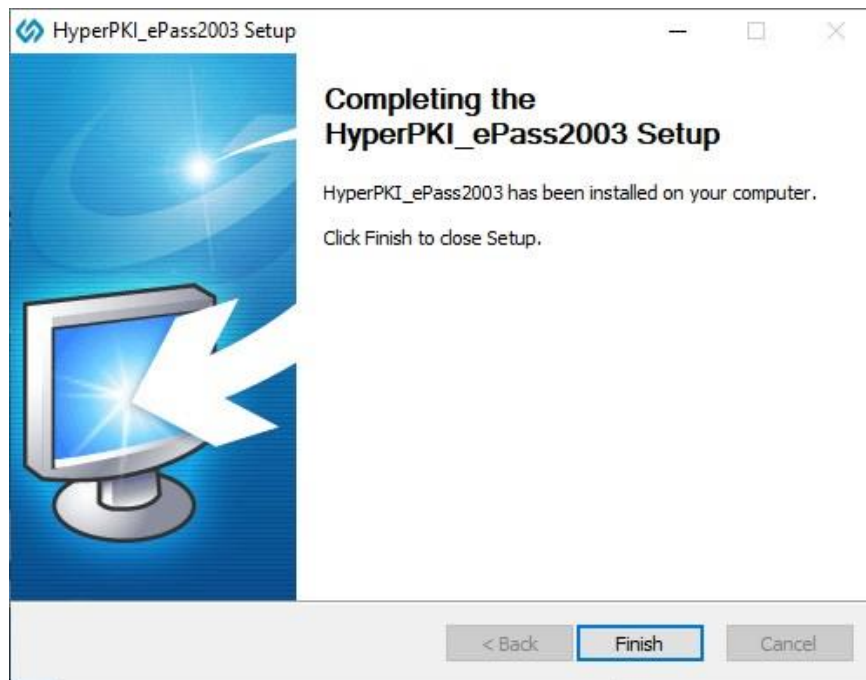 HyperPKI_ePass2003 Setup
Completing the
HyperPKI_ePass2003 Setup
HyperPKI_ePass2003 has been installed on your computer.
Click Finish to close Setup.
< Back
Finish
Cancel